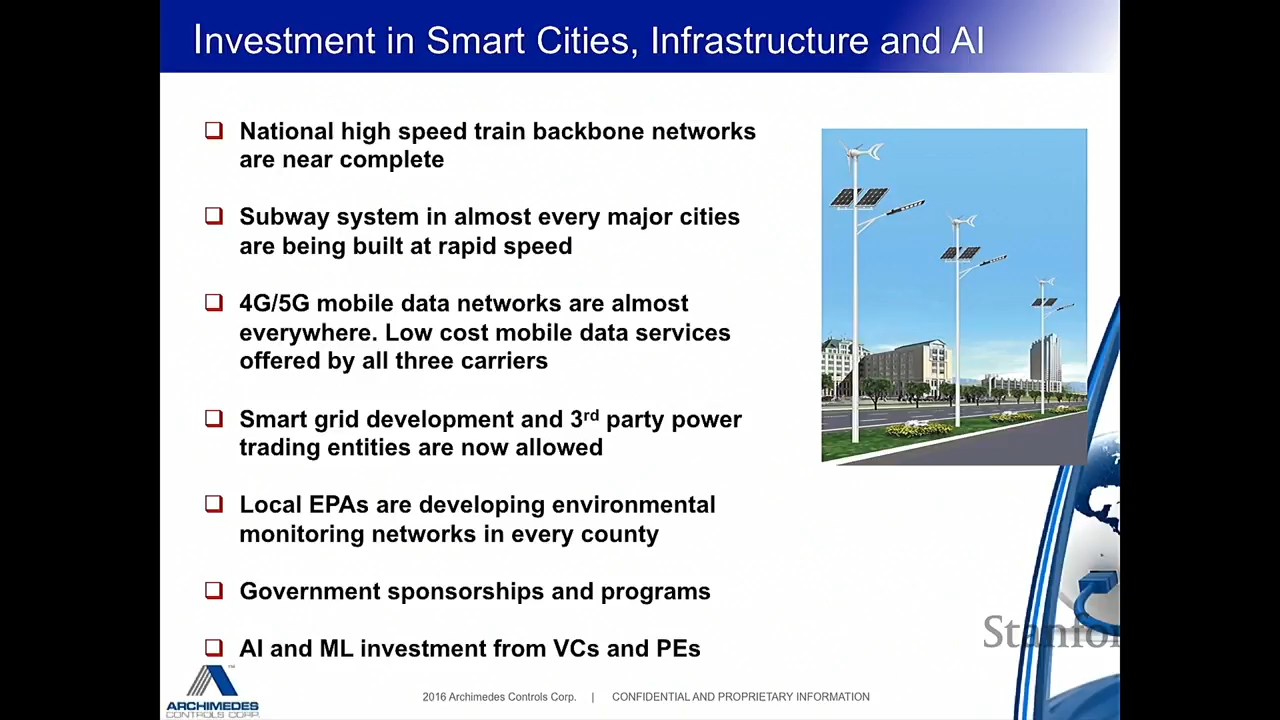 Investment in Smart Cities, Infrastructure and AI
National high speed train backbone networks
are near complete
Subway system in almost every major cities
are being built at rapid speed
4G/5G mobile data networks are almost
everywhere. Low cost mobile data services
offered by all three carriers
Smart grid development and 3rd party power
trading entities are now allowed
Local EPAs are developing environmental
monitoring networks in every county
Government sponsorships and programs
AI and ML investment from VCs and PEs
Stanfor
TM
ARCHIMEDES
CONTROLS CORP.
2016 Archimedes Controls Corp. | CONFIDENTIAL AND PROPRIETARY INFORMATION